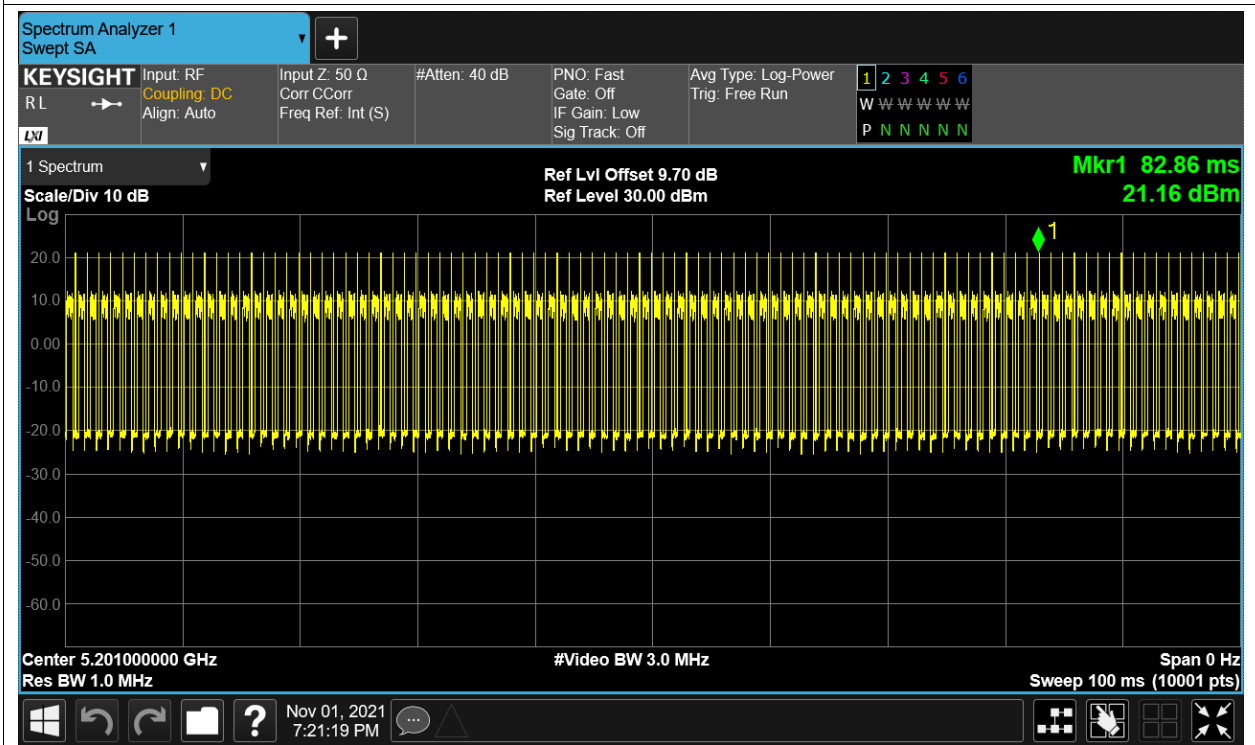 Spectrum Analyzer 1
Swept SA
KEYSIGHT
R L
LXI
Input: RF
Coupling: DC
Align: Auto
Input Z: 50 Ω
Corr CCorr
Freq Ref: Int (S)
#Atten: 40 dB
PNO: Fast
Gate: Off
IF Gain: Low
Sig Track: Off
Avg Type: Log-Power
Trig: Free Run
1 2 3 4 5 6
W W W W W W
P N N N N N
1 Spectrum
Scale/Div 10 dB
Log
Ref Lvl Offset 9.70 dB
Ref Level 30.00 dBm
Mkr1 82.86 ms
21.16 dBm
1
20.0
10.0
0.00
-10.0
-20.0
-30.0
-40.0
-50.0
-60.0
Center 5.201000000 GHz
Res BW 1.0 MHz
#Video BW 3.0 MHz
Span 0 Hz
Sweep 100 ms (10001 pts)
?
Nov 01, 2021
7:21:19 PM